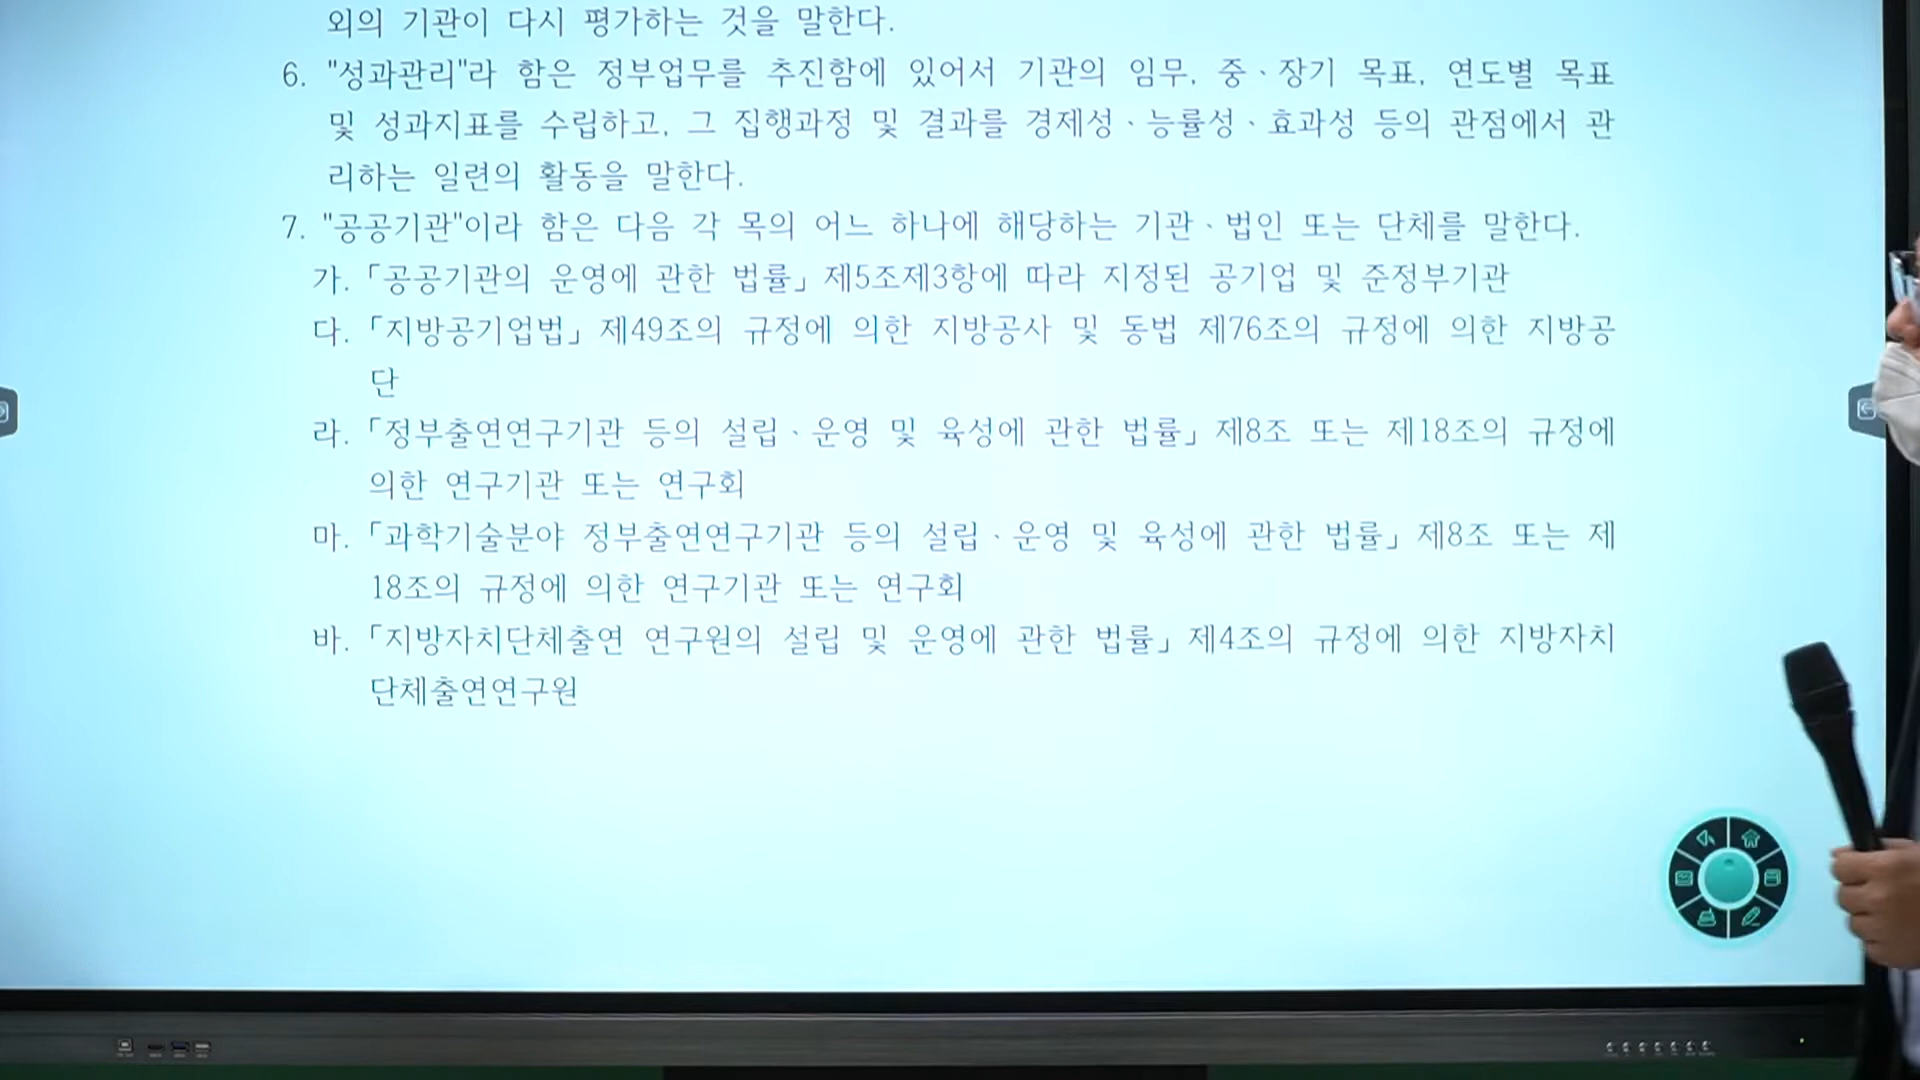 외의 기관이 다시 평가하는 것을 말한다.
6. "성과관리"라 함은 정부업무를 추진함에 있어서 기관의 임무, 중ㆍ장기 목표, 연도별 목표
및 성과지표를 수립하고, 그 집행과정 및 결과를 경제성ㆍ능률성ㆍ효과성 등의 관점에서 관
리하는 일련의 활동을 말한다.
7. "공공기관"이라 함은 다음 각 목의 어느 하나에 해당하는 기관ㆍ법인 또는 단체를 말한다.
가.「공공기관의 운영에 관한 법률」 제5조제3항에 따라 지정된 공기업 및 준정부기관
다.「지방공기업법」 제49조의 규정에 의한 지방공사 및 동법 제76조의 규정에 의한 지방공
단
라.「정부출연연구기관 등의 설립ㆍ운영 및 육성에 관한 법률」 제8조 또는 제18조의 규정에
의한 연구기관 또는 연구회
마.「과학기술분야 정부출연연구기관 등의 설립ㆍ운영 및 육성에 관한 법률」 제8조 또는 제
18조의 규정에 의한 연구기관 또는 연구회
바.「지방자치단체출연 연구원의 설립 및 운영에 관한 법률」 제4조의 규정에 의한 지방자치
단체출연연구원